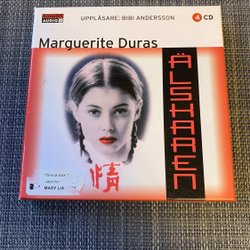 UPPLÄSARE: BIBI ANDERSSON
4 CD
Marguerite Duras
ÄLSKAREN
情